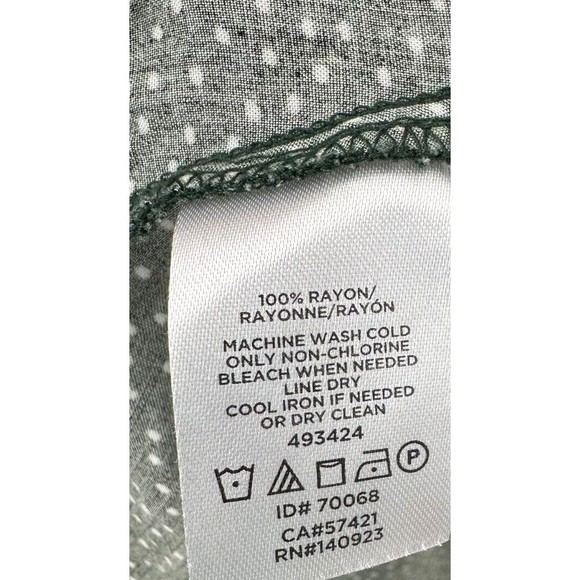 100% RAYON/
RAYONNE/RAYÓN
MACHINE WASH COLD
ONLY NON-CHLORINE
BLEACH WHEN NEEDED
LINE DRY
COOL IRON IF NEEDED
OR DRY CLEAN
493424
P
ID# 70068
CA#57421
RN#140923